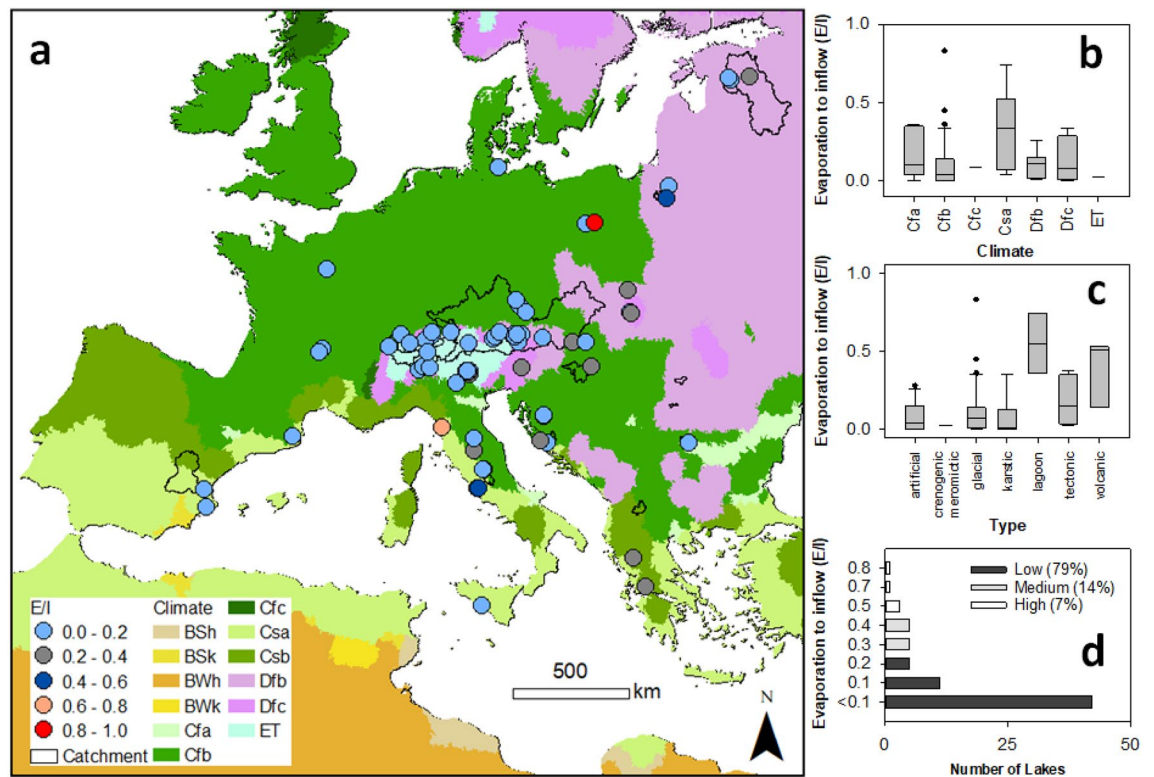 a
500
km
N
E/I
0.0 - 0.2
0.2 - 0.4
0.4 - 0.6
0.6 - 0.8
0.8 - 1.0
Catchment
Climate
BSh
BSk
BWh
BWk
Cfa
Cfb
Cfc
Csa
Csb
Dfb
Dfc
ET
b
Evaporation to inflow (E/I)
1.0
0.5
0.0
Cfa
Cfb
Cfc
Csa
Dfb
Dfc
ET
Climate
c
Evaporation to inflow (E/I)
1.0
0.5
0.0
artificial
crenogenic
meromictic
glacial
karstic
lagoon
tectonic
volcanic
Type
d
Evaporation to inflow (E/I)
0.8
0.7
0.5
0.4
0.3
0.2
0.1
<0.1
Low (79%)
Medium (14%)
High (7%)
0
25
50
Number of Lakes